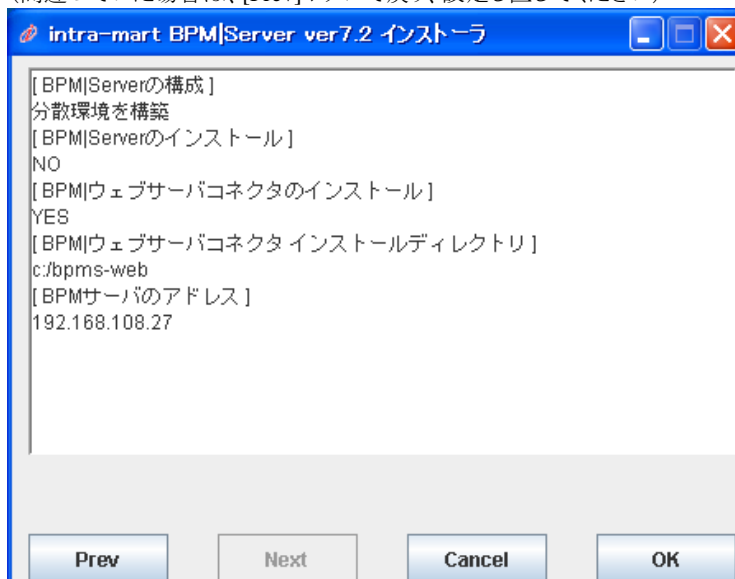 intra-mart BPM|Server ver7.2 インストーラ
[ BPM|Serverの構成 ]
分散環境を構築
[ BPM|Serverのインストール ]
NO
[ BPM|ウェブサーバコネクタのインストール ]
YES
[ BPM|ウェブサーバコネクタ インストールディレクトリ ]
c:/bpms-web
[ BPMサーバのアドレス ]
192.168.108.27
Prev
Next
Cancel
OK